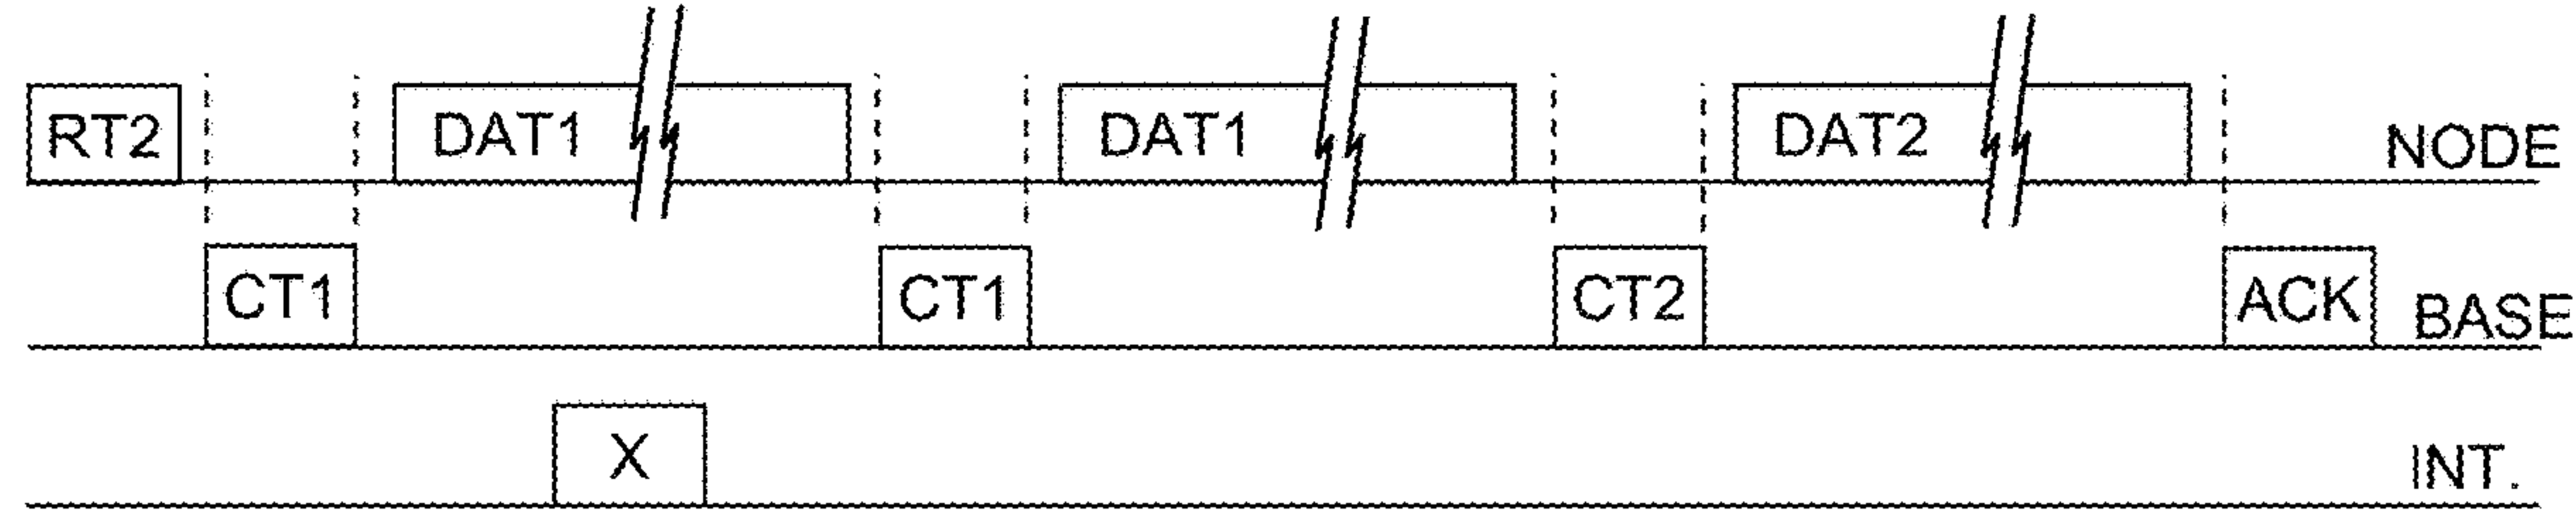 RT2 DAT1 DAT1 DAT2 NODE
CT1 CT1 CT2 ACK BASE
X INT.